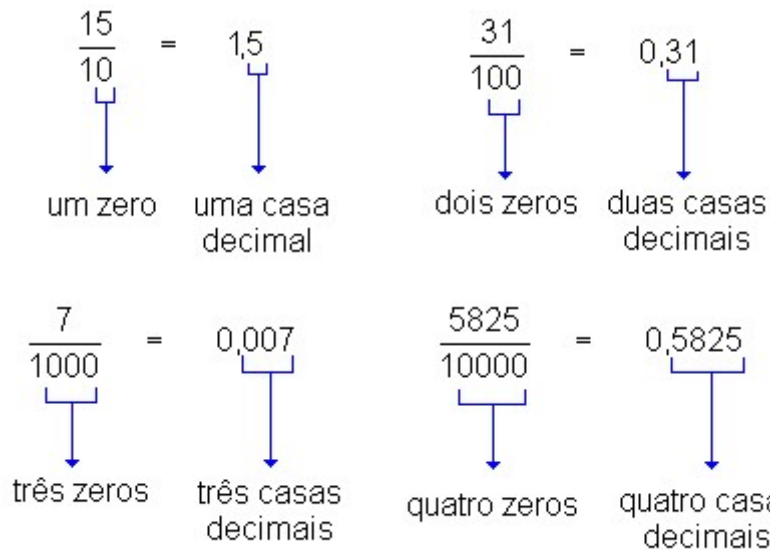 15
10
=
1,5
um zero
uma casa
decimal
31
100
=
0,31
dois zeros
duas casas
decimais
7
1000
=
0,007
três zeros
três casas
decimais
5825
10000
=
0,5825
quatro zeros
quatro casa
decimais